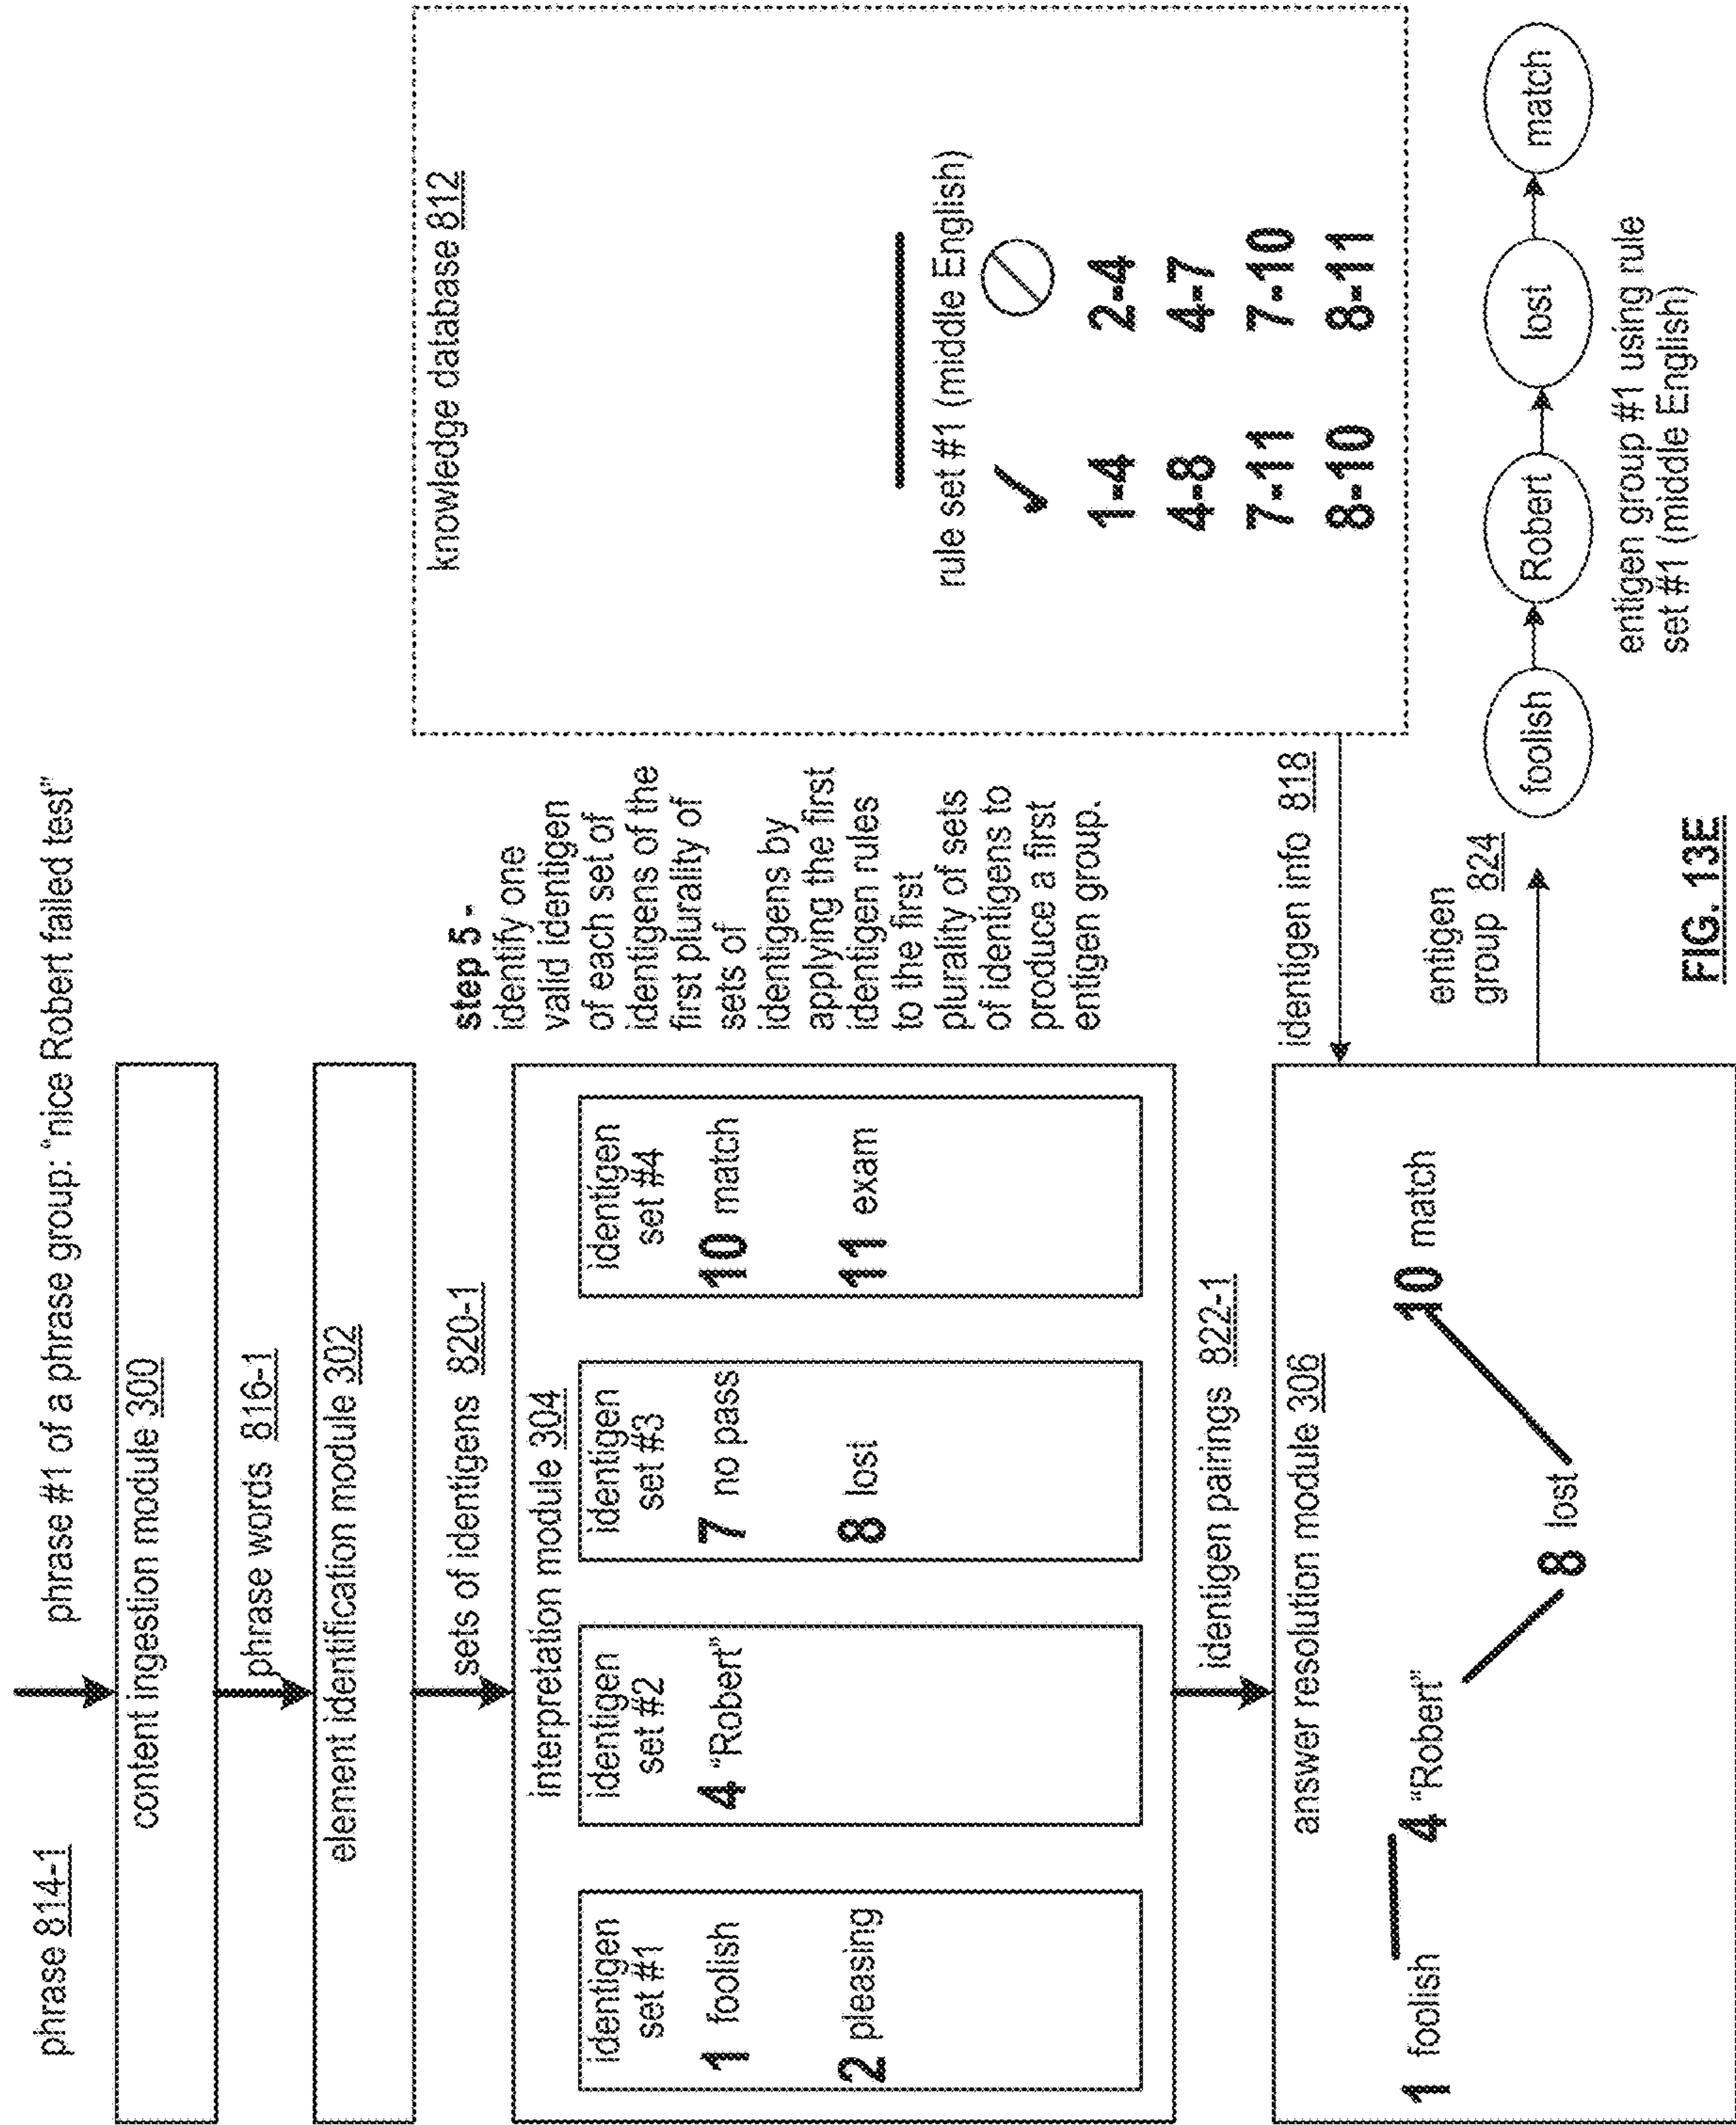 phrase 814-1
phrase #1 of a phrase group: “nice Robert failed test”
content ingestion module 300
phrase words 816-1
element identification module 302
sets of identigens 820-1
interpretation module 304
identigen
set #1
1 foolish
2 pleasing
identigen
set #2
4 “Robert”
identigen
set #3
7 no pass
8 lost
identigen
set #4
10 match
11 exam
step 5 -
identify one
valid identigen
of each set of
identigens of the
first plurality of
sets of
identigens by
applying the first
identigen rules
to the first
plurality of sets
of identigens to
produce a first
entigen group.
knowledge database 812
rule set #1 (middle English)
1-4 2-4
4-8 4-7
7-11 7-10
8-10 8-11
identigen pairings 822-1
identigen info 818
answer resolution module 306
1 foolish
4 “Robert”
8 lost
10 match
entigen
group 824
foolish
Robert
lost
match
entigen group #1 using rule
set #1 (middle English)
FIG. 13E